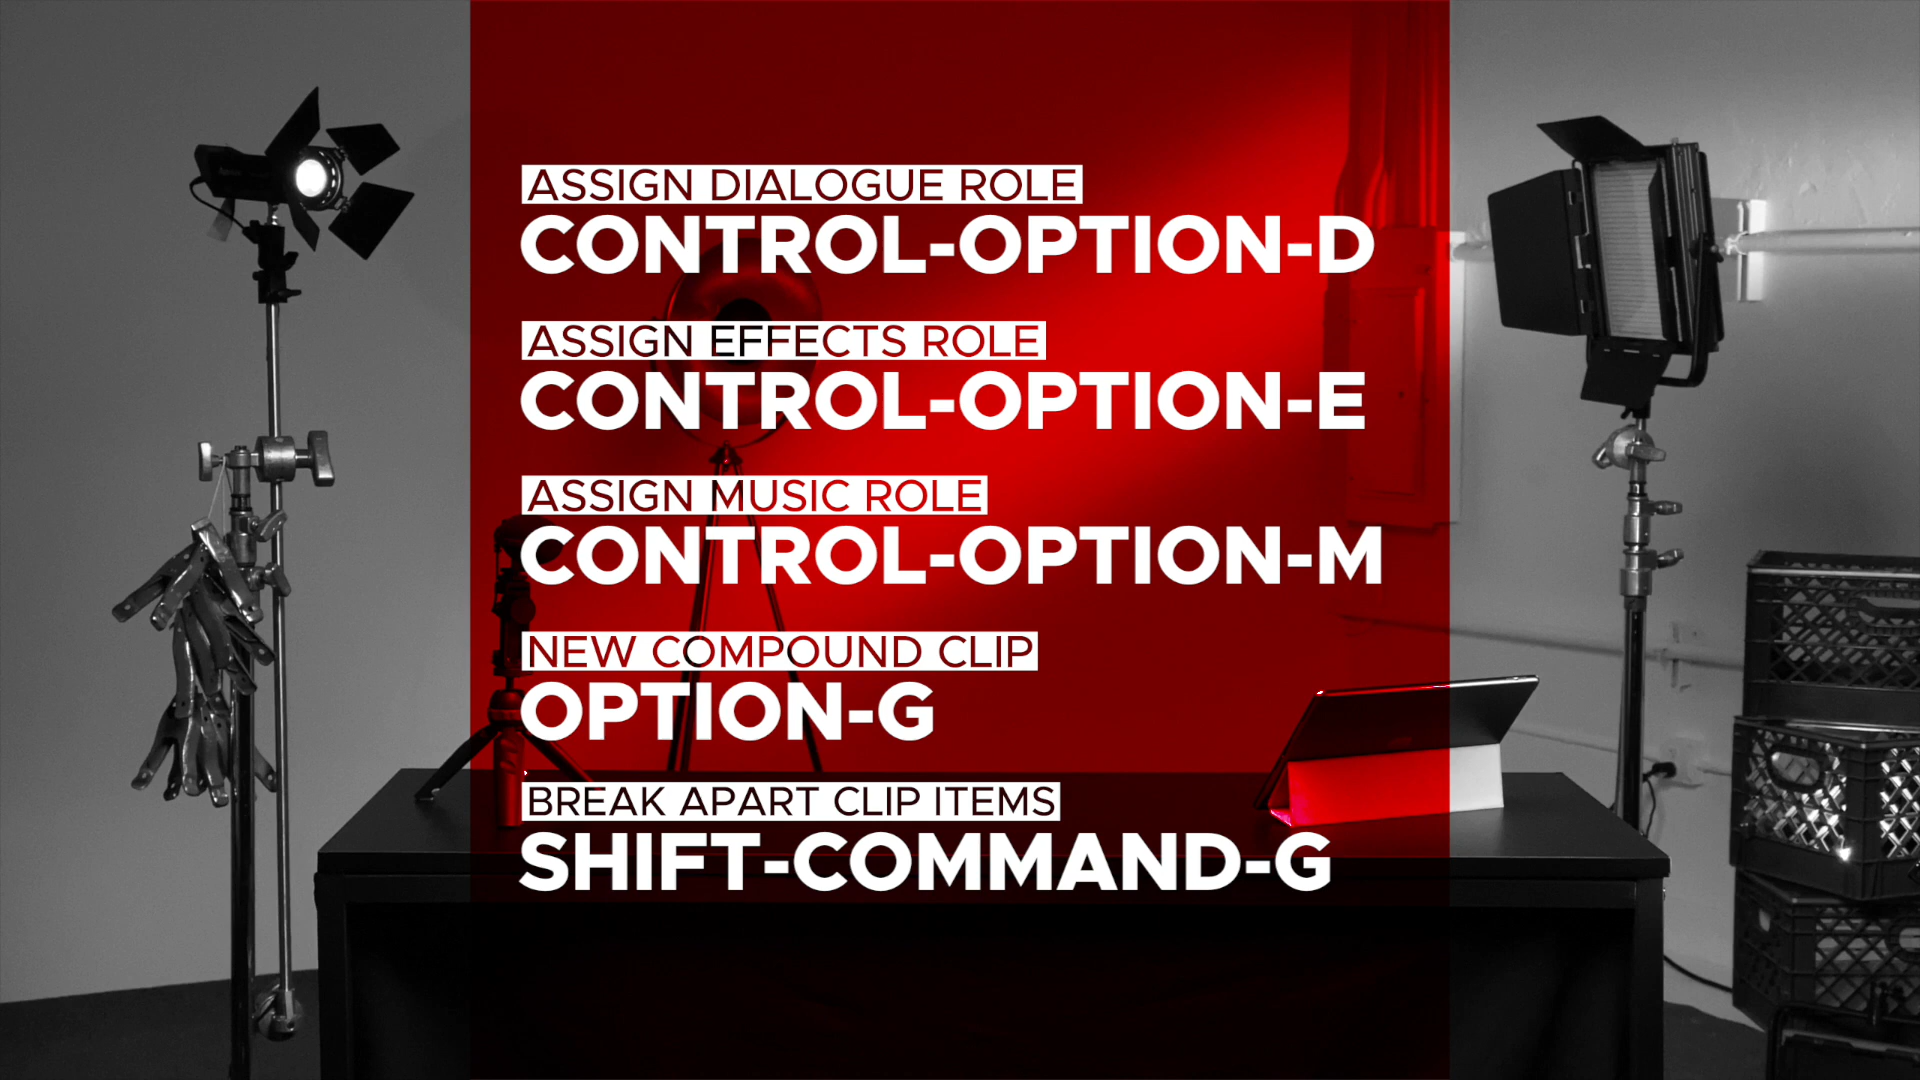 ASSIGN DIALOGUE ROLE
CONTROL-OPTION-D
ASSIGN EFFECTS ROLE
CONTROL-OPTION-E
ASSIGN MUSIC ROLE
CONTROL-OPTION-M
NEW COMPOUND CLIP
OPTION-G
BREAK APART CLIP ITEMS
SHIFT-COMMAND-G